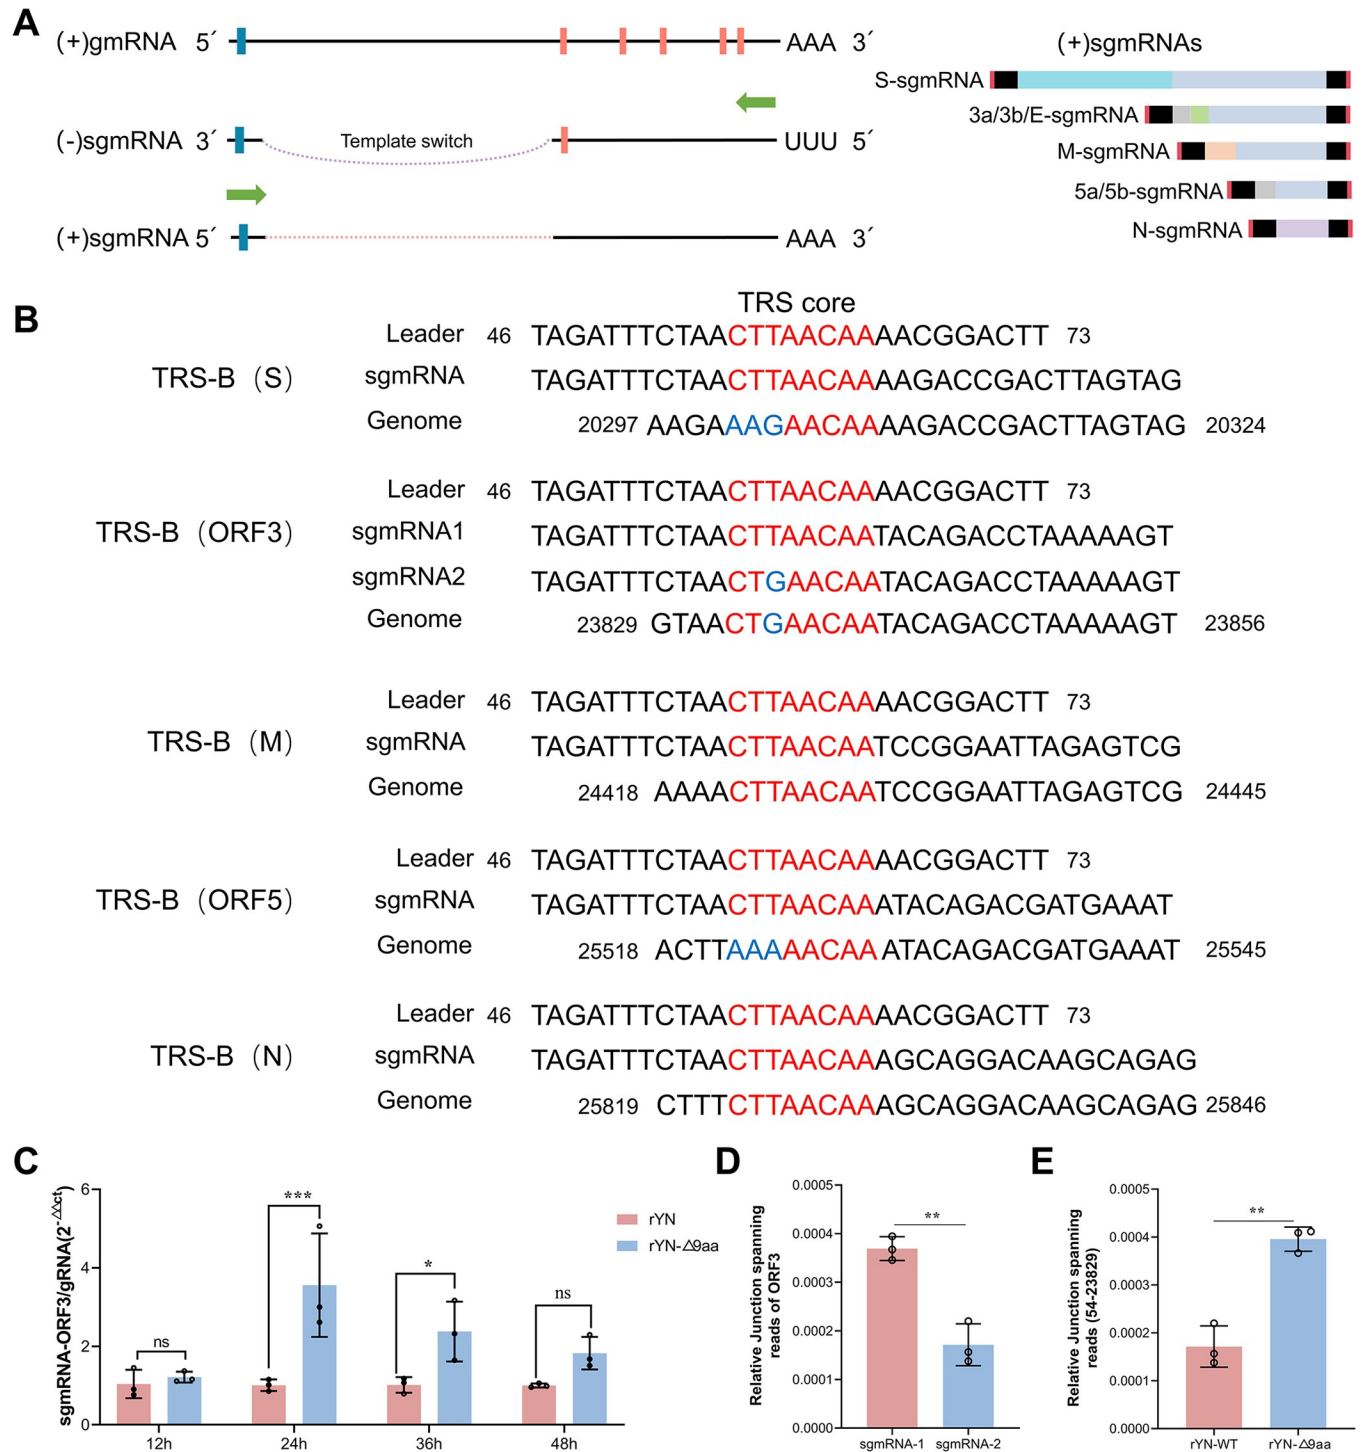 A
(+)gmRNA 5´ AAA 3´
(-)sgmRNA 3´ Template switch UUU 5´
(+)sgmRNA 5´ AAA 3´
(+)sgmRNAs
S-sgmRNA
3a/3b/E-sgmRNA
M-sgmRNA
5a/5b-sgmRNA
N-sgmRNA
B
TRS core
Leader 46 TAGATTTCTAACTTAACAAAACGGACTT 73
TRS-B (S) sgmRNA TAGATTTCTAACTTAACAAAAGACCGACTTAGTAG
Genome 20297 AAGAAAGAACAAAAGACCGACTTAGTAG 20324
Leader 46 TAGATTTCTAACTTAACAAAACGGACTT 73
TRS-B (ORF3) sgmRNA1 TAGATTTCTAACTTAACAATACAGACCTAAAAAGT
sgmRNA2 TAGATTTCTAACTGAACAATACAGACCTAAAAAGT
Genome 23829 GTAACTGAACAATACAGACCTAAAAAGT 23856
Leader 46 TAGATTTCTAACTTAACAAAACGGACTT 73
TRS-B (M) sgmRNA TAGATTTCTAACTTAACAATCCGGAATTAGAGTCG
Genome 24418 AAAACTTAACAATCCGGAATTAGAGTCG 24445
Leader 46 TAGATTTCTAACTTAACAAAACGGACTT 73
TRS-B (ORF5) sgmRNA TAGATTTCTAACTTAACAAATACAGACGATGAAAT
Genome 25518 ACTTAAAAACAA ATACAGACGATGAAAT 25545
Leader 46 TAGATTTCTAACTTAACAAAACGGACTT 73
TRS-B (N) sgmRNA TAGATTTCTAACTTAACAAAGCAGGACAAGCAGAG
Genome 25819 CTTTCTTAACAAAGCAGGACAAGCAGAG 25846
C
sgmRNA-ORF3/gRNA(2^-△△ct)
6
4
2
0
ns
***
*
ns
12h 24h 36h 48h
rYN
rYN-△9aa
D
Relative Junction spanning
reads of ORF3
0.0005
0.0004
0.0003
0.0002
0.0001
0.0000
**
sgmRNA-1 sgmRNA-2
E
Relative Junction spanning
reads (54-23829)
0.0005
0.0004
0.0003
0.0002
0.0001
0.0000
**
rYN-WT rYN-△9aa